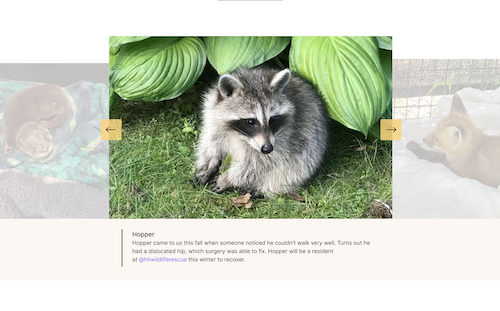 Hopper
Hopper came to us this fall when someone noticed he couldn't walk very well. Turns out he
had a dislocated hip, which surgery was able to fix. Hopper will be a resident
at @hhwildliferescue this winter to recover.